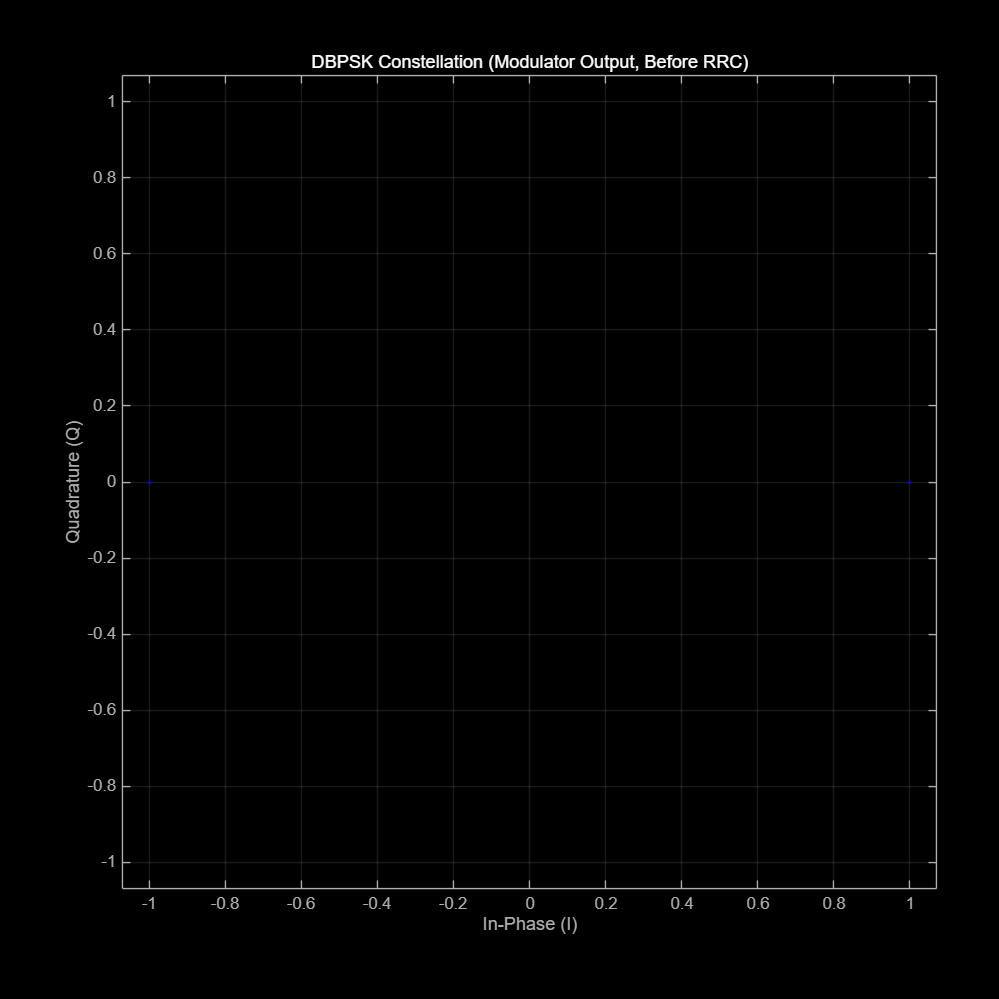 DBPSK Constellation (Modulator Output, Before RRC)
1
0.8
0.6
0.4
0.2
0
-0.2
-0.4
-0.6
-0.8
-1
Quadrature (Q)
-1 -0.8 -0.6 -0.4 -0.2 0 0.2 0.4 0.6 0.8 1
In-Phase (I)